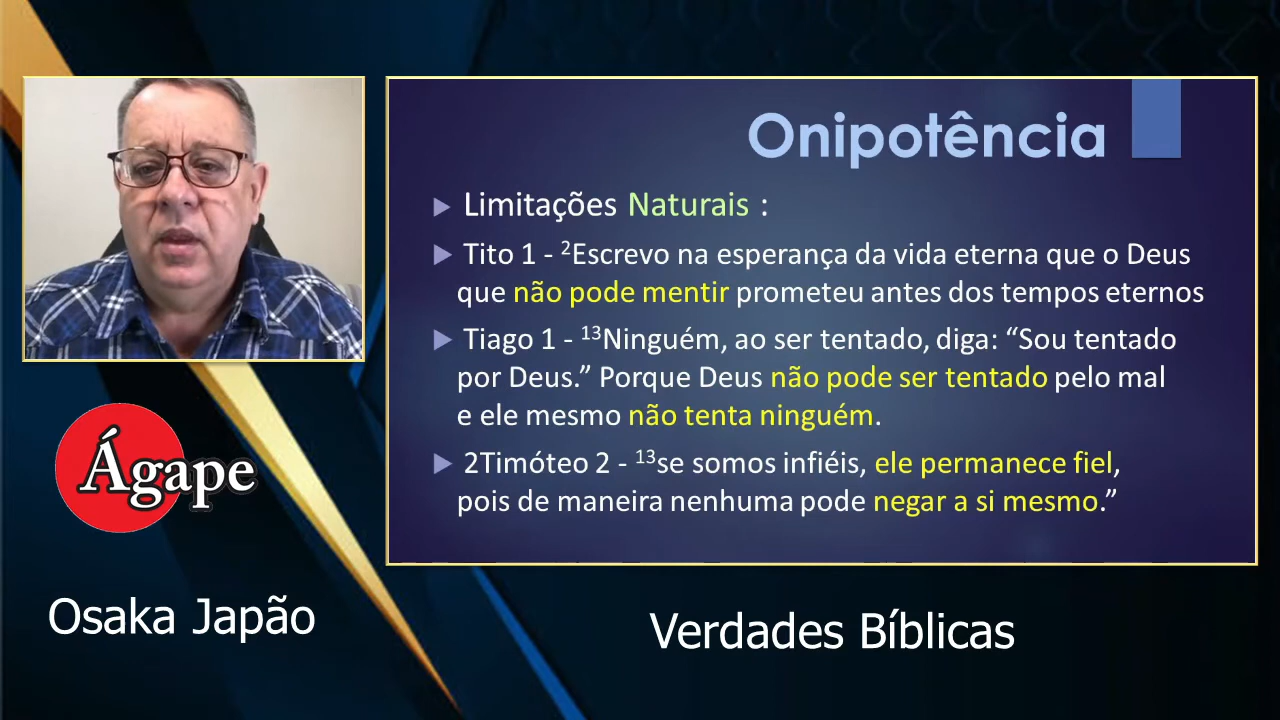 Onipotência
Limitações Naturais :
Tito 1 - ²Escrevo na esperança da vida eterna que o Deus
que não pode mentir prometeu antes dos tempos eternos
Tiago 1 - ¹³Ninguém, ao ser tentado, diga: “Sou tentado
por Deus.” Porque Deus não pode ser tentado pelo mal
e ele mesmo não tenta ninguém.
2Timóteo 2 - ¹³se somos infiéis, ele permanece fiel,
pois de maneira nenhuma pode negar a si mesmo.”
Ágape
Osaka Japão
Verdades Bíblicas